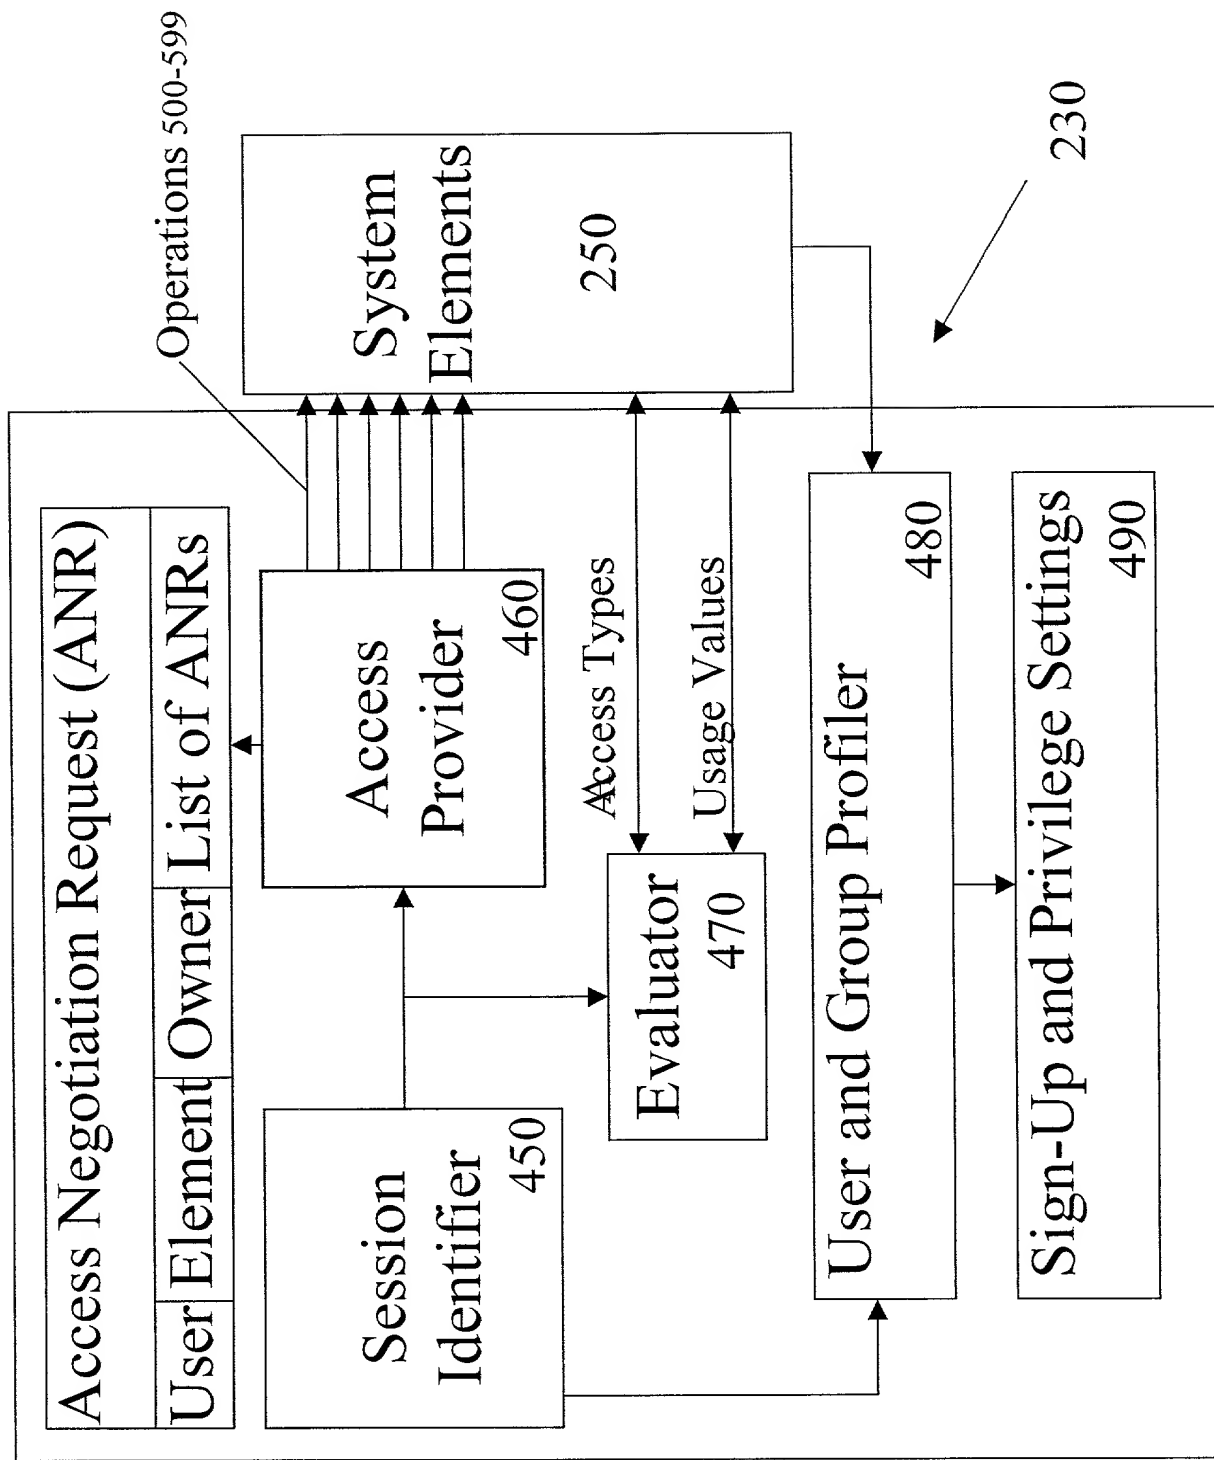 Access Negotiation Request (ANR)
User Element Owner List of ANRs
Operations 500-599
Session
Identifier
450
Access
Provider
460
System
Elements
250
Evaluator
470
Access Types
Usage Values
User and Group Profiler
480
Sign-Up and Privilege Settings
490
230